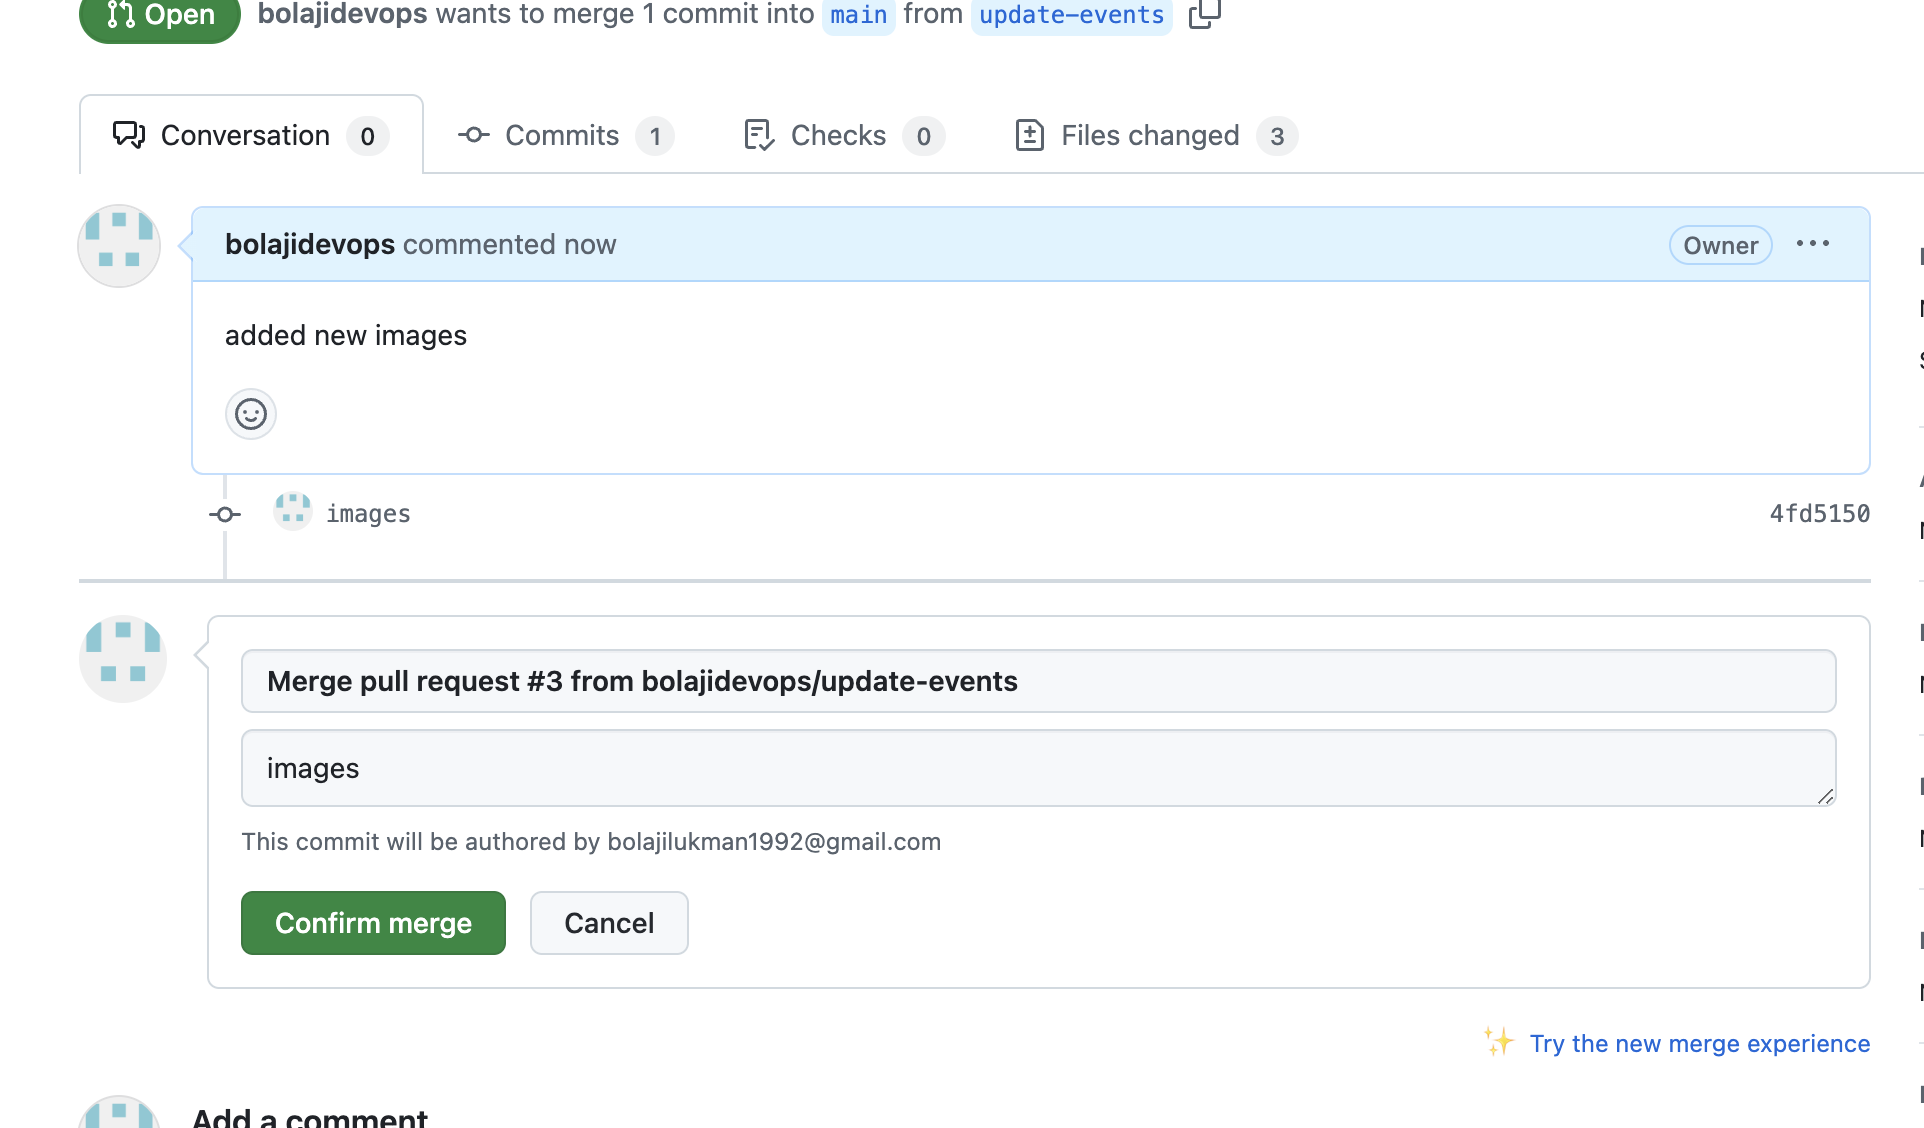 Open bolajidevops wants to merge 1 commit into main from update-events
Conversation 0 Commits 1 Checks 0 Files changed 3
bolajidevops commented now Owner
added new images
images 4fd5150
Merge pull request #3 from bolajidevops/update-events
images
This commit will be authored by bolajilukman1992@gmail.com
Confirm merge Cancel
Try the new merge experience
Add a comment